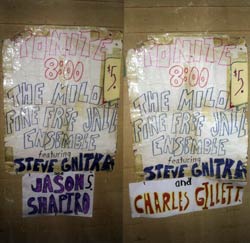 TONITE
8:00
$5.
THE MILO
FINE FREE JAZZ
ENSEMBLE
featuring
STEVE GNITKA
JASON S.
SHAPIRO
TONITE
8:00
$5.
THE MILO
FINE FREE JAZZ
ENSEMBLE
featuring
STEVE GNITKA
and
CHARLES GILLETT